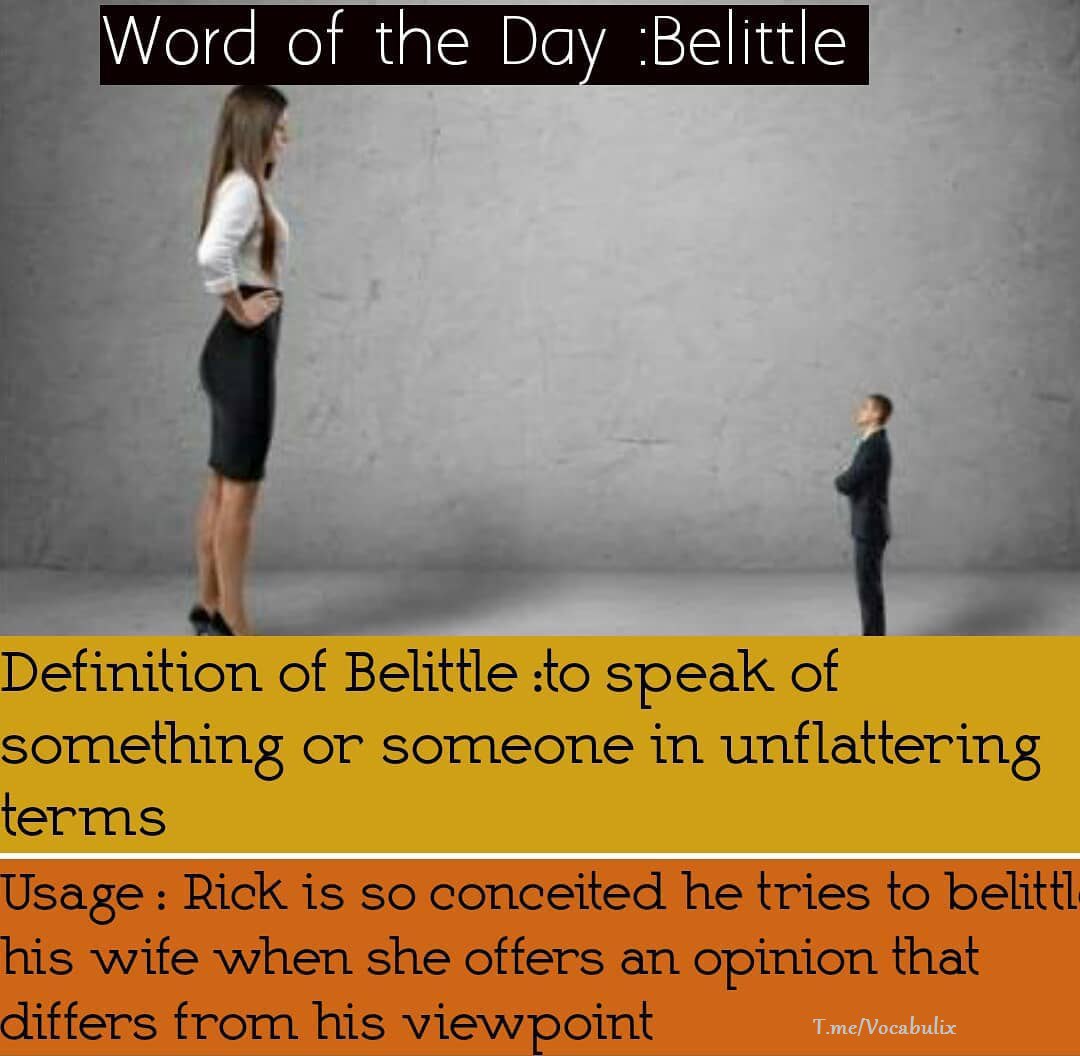 Word of the Day :Belittle
Definition of Belittle :to speak of
something or someone in unflattering
terms
Usage : Rick is so conceited he tries to belittl
his wife when she offers an opinion that
differs from his viewpoint
T.me/Vocabulix